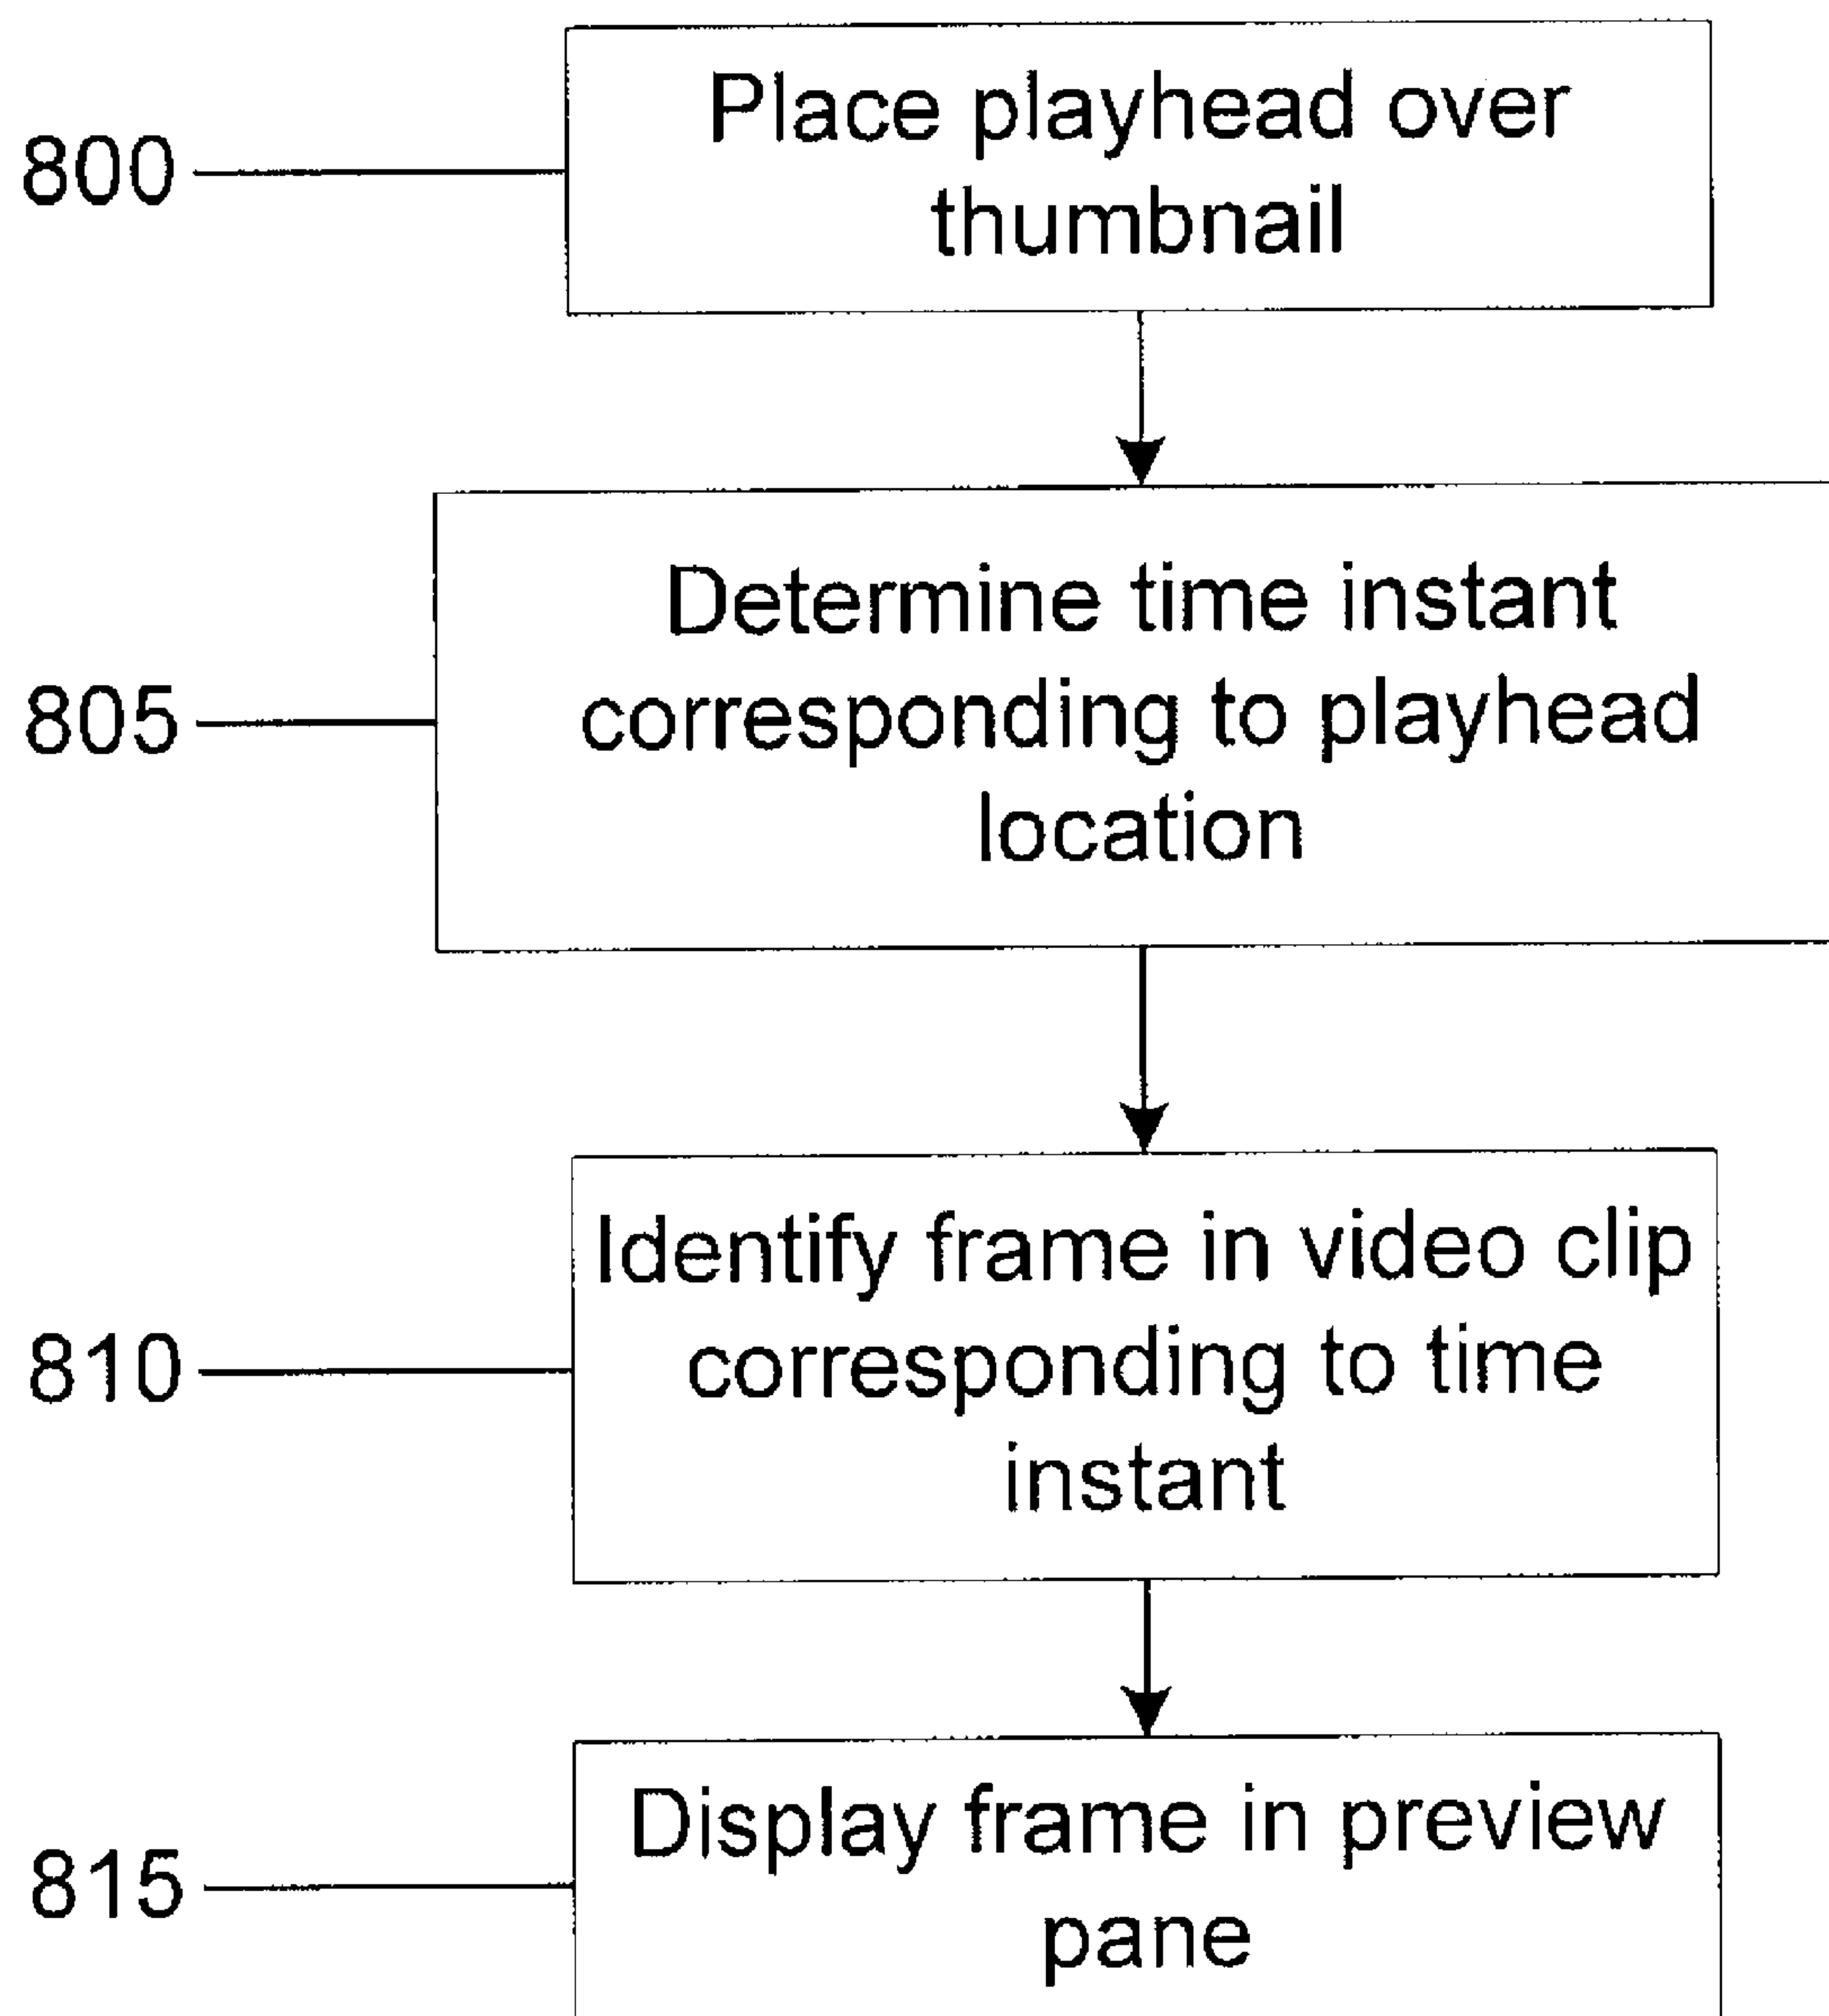 800
Place playhead over
thumbnail
805
Determine time instant
corresponding to playhead
location
810
Identify frame in video clip
corresponding to time
instant
815
Display frame in preview
pane